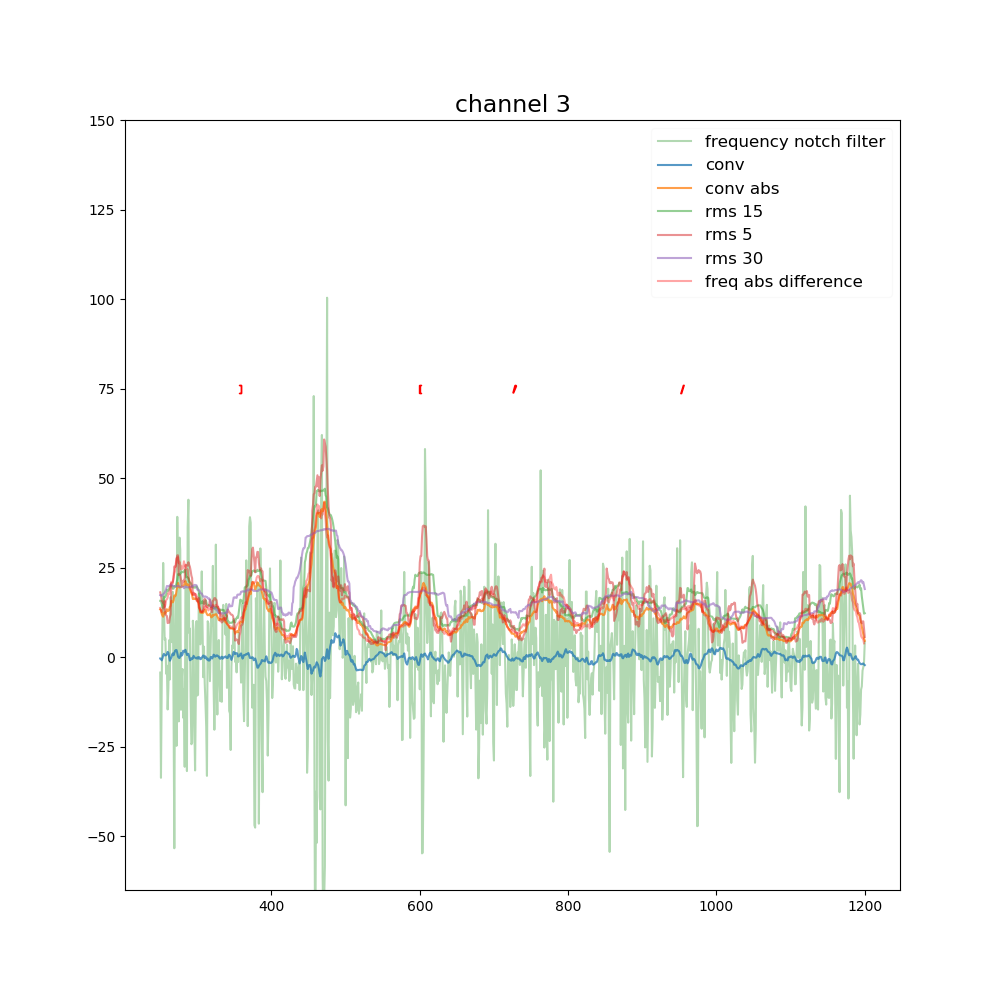 channel 3
150
125
100
75
50
25
0
−25
−50
400 600 800 1000 1200
frequency notch filter
conv
conv abs
rms 15
rms 5
rms 30
freq abs difference